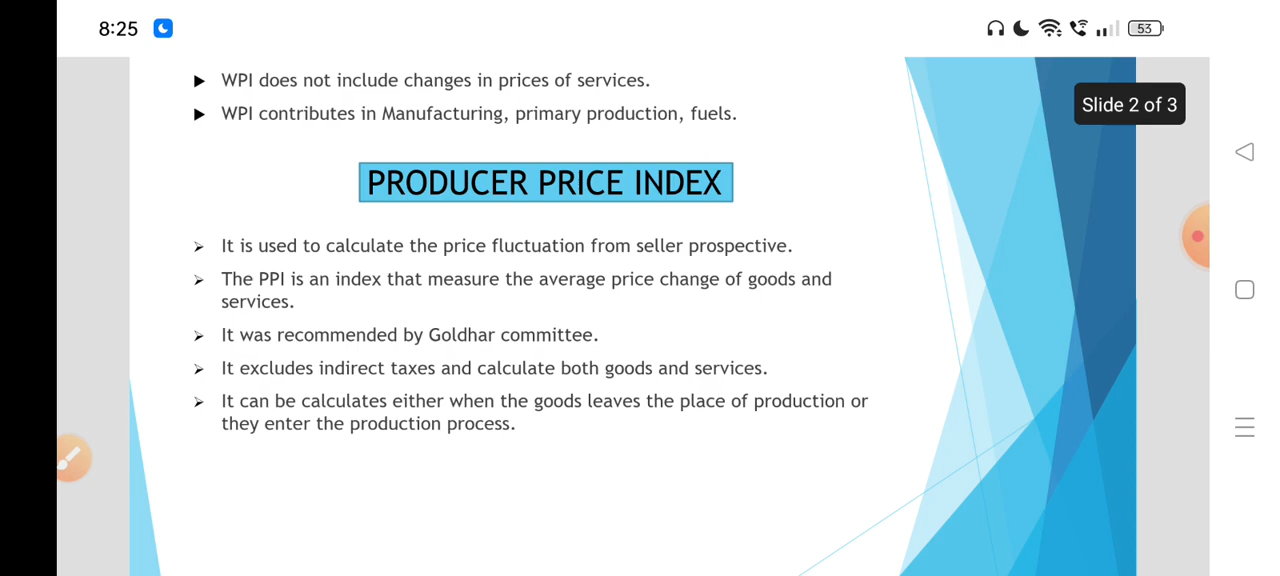 8:25
53
Slide 2 of 3
WPI does not include changes in prices of services.
WPI contributes in Manufacturing, primary production, fuels.
PRODUCER PRICE INDEX
It is used to calculate the price fluctuation from seller prospective.
The PPI is an index that measure the average price change of goods and
services.
It was recommended by Goldhar committee.
It excludes indirect taxes and calculate both goods and services.
It can be calculates either when the goods leaves the place of production or
they enter the production process.